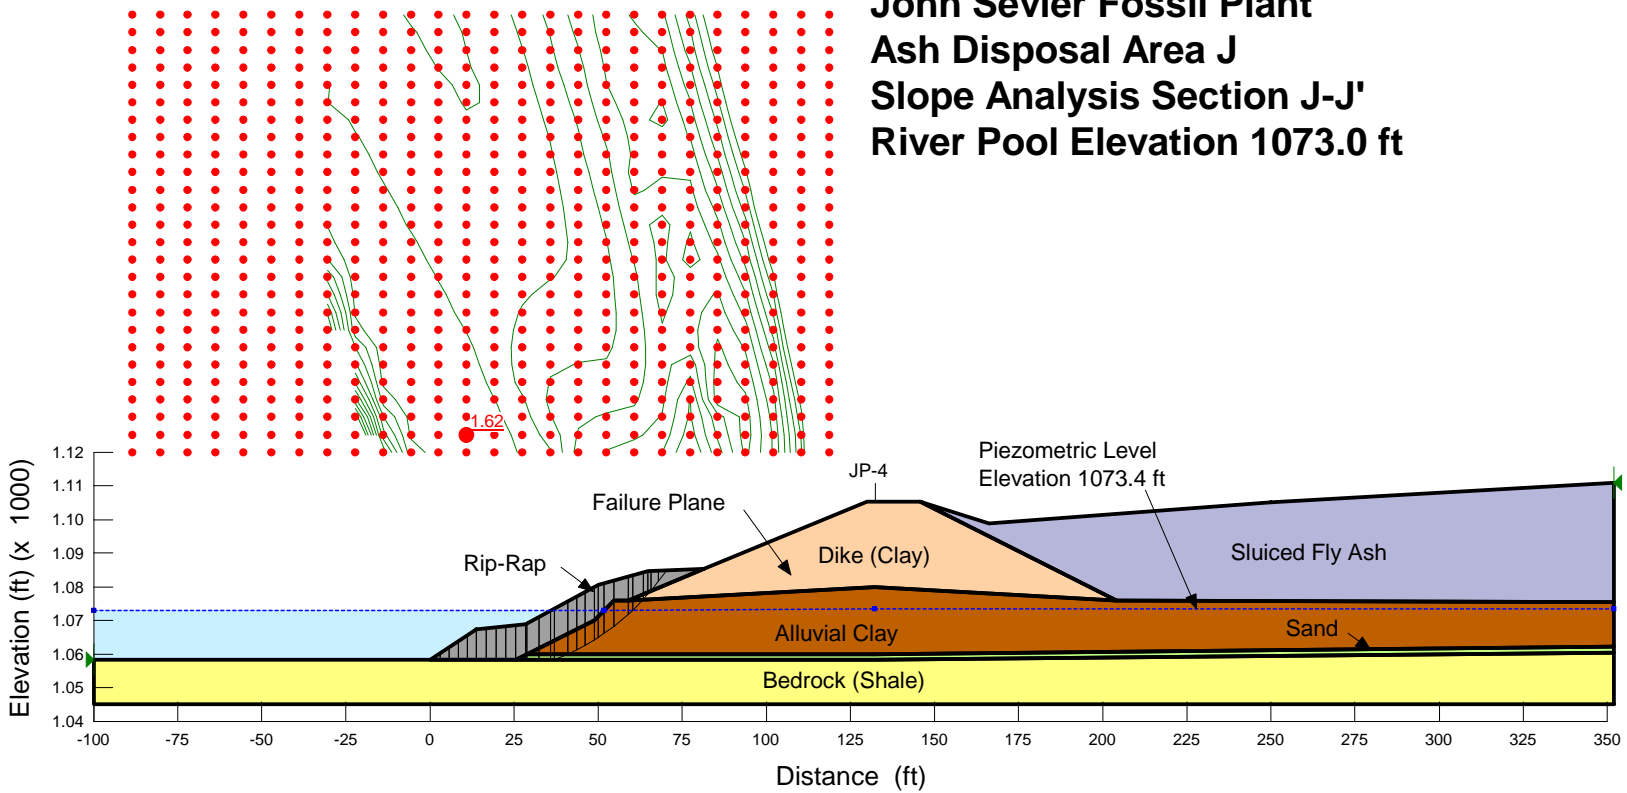 John Sevier Fossil Plant
Ash Disposal Area J
Slope Analysis Section J-J'
River Pool Elevation 1073.0 ft
1.62
Piezometric Level
Elevation 1073.4 ft
JP-4
Failure Plane
Rip-Rap
Dike (Clay)
Sluiced Fly Ash
Alluvial Clay
Sand
Bedrock (Shale)
Elevation (ft) (x 1000)
1.12
1.11
1.10
1.09
1.08
1.07
1.06
1.05
1.04
-100 -75 -50 -25 0 25 50 75 100 125 150 175 200 225 250 275 300 325 350
Distance (ft)